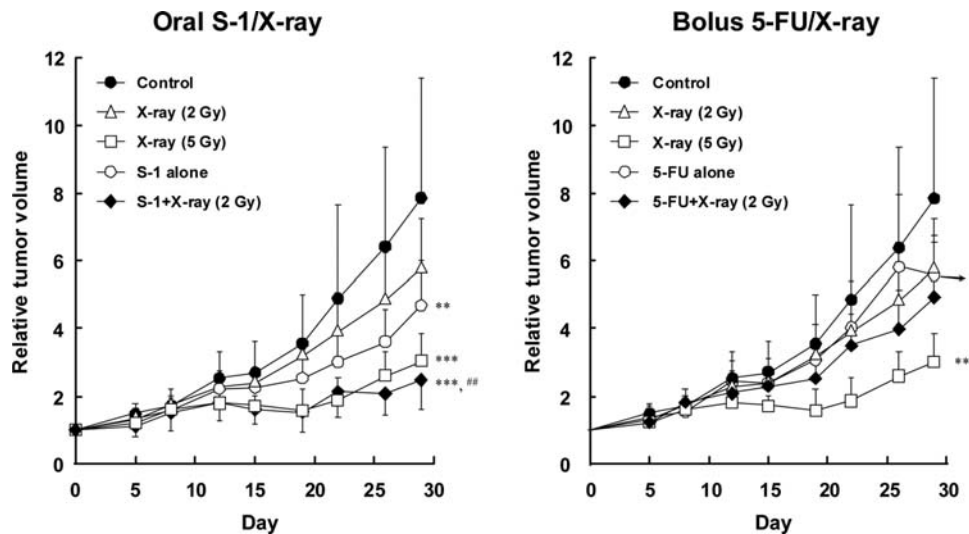 Oral S-1/X-ray
Relative tumor volume
12
10
8
6
4
2
0
Control
X-ray (2 Gy)
X-ray (5 Gy)
S-1 alone
S-1+X-ray (2 Gy)
**
***
***, ##
0 5 10 15 20 25 30
Day
Bolus 5-FU/X-ray
Relative tumor volume
12
10
8
6
4
2
0
Control
X-ray (2 Gy)
X-ray (5 Gy)
5-FU alone
5-FU+X-ray (2 Gy)
**
0 5 10 15 20 25 30
Day